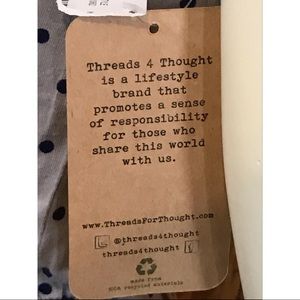 Threads 4 Thought
is a lifestyle
brand that
promotes a sense
of responsibility
for those who
share this world
with us.
www.ThreadsForThought.com
@threads4thought
threads4thought
made from
100% recycled materials